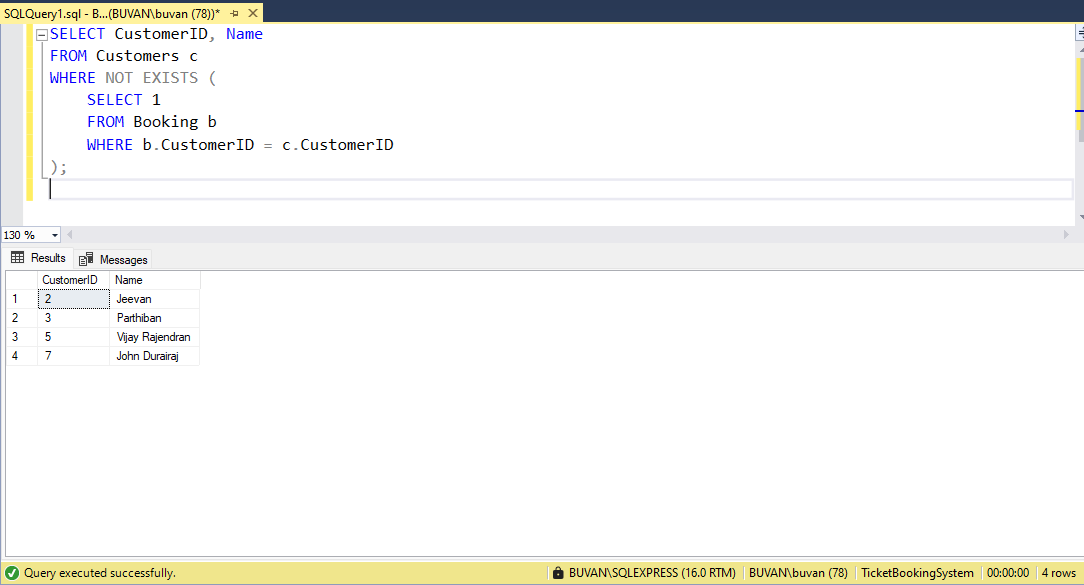 SQLQuery1.sql - B...(BUVAN\buvan (78))*
SELECT CustomerID, Name
FROM Customers c
WHERE NOT EXISTS (
    SELECT 1
    FROM Booking b
    WHERE b.CustomerID = c.CustomerID
);
130 %
Results Messages
CustomerID Name
1 2 Jeevan
2 3 Parthiban
3 5 Vijay Rajendran
4 7 John Durairaj
Query executed successfully. BUVAN\SQLEXPRESS (16.0 RTM) BUVAN\buvan (78) TicketBookingSystem 00:00:00 4 rows